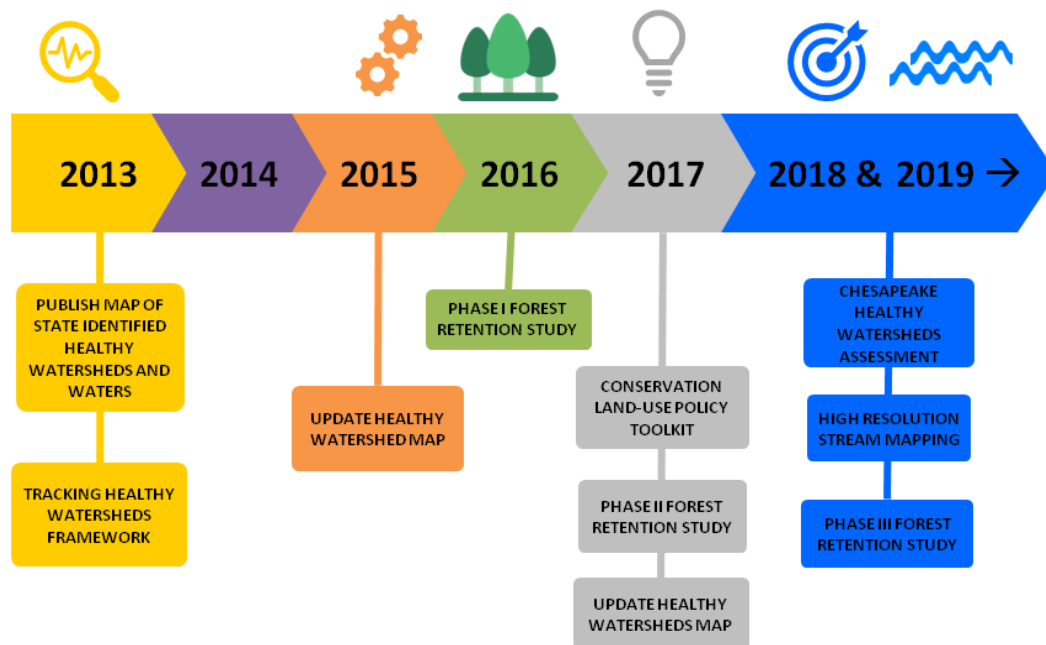 2013
2014
2015
2016
2017
2018 & 2019 →
PUBLISH MAP OF
STATE IDENTIFIED
HEALTHY
WATERSHEDS AND
WATERS
TRACKING HEALTHY
WATERSHEDS
FRAMEWORK
UPDATE HEALTHY
WATERSHED MAP
PHASE I FOREST
RETENTION STUDY
CONSERVATION
LAND-USE POLICY
TOOLKIT
PHASE II FOREST
RETENTION STUDY
UPDATE HEALTHY
WATERSHEDS MAP
CHESAPEAKE
HEALTHY
WATERSHEDS
ASSESSMENT
HIGH RESOLUTION
STREAM MAPPING
PHASE III FOREST
RETENTION STUDY